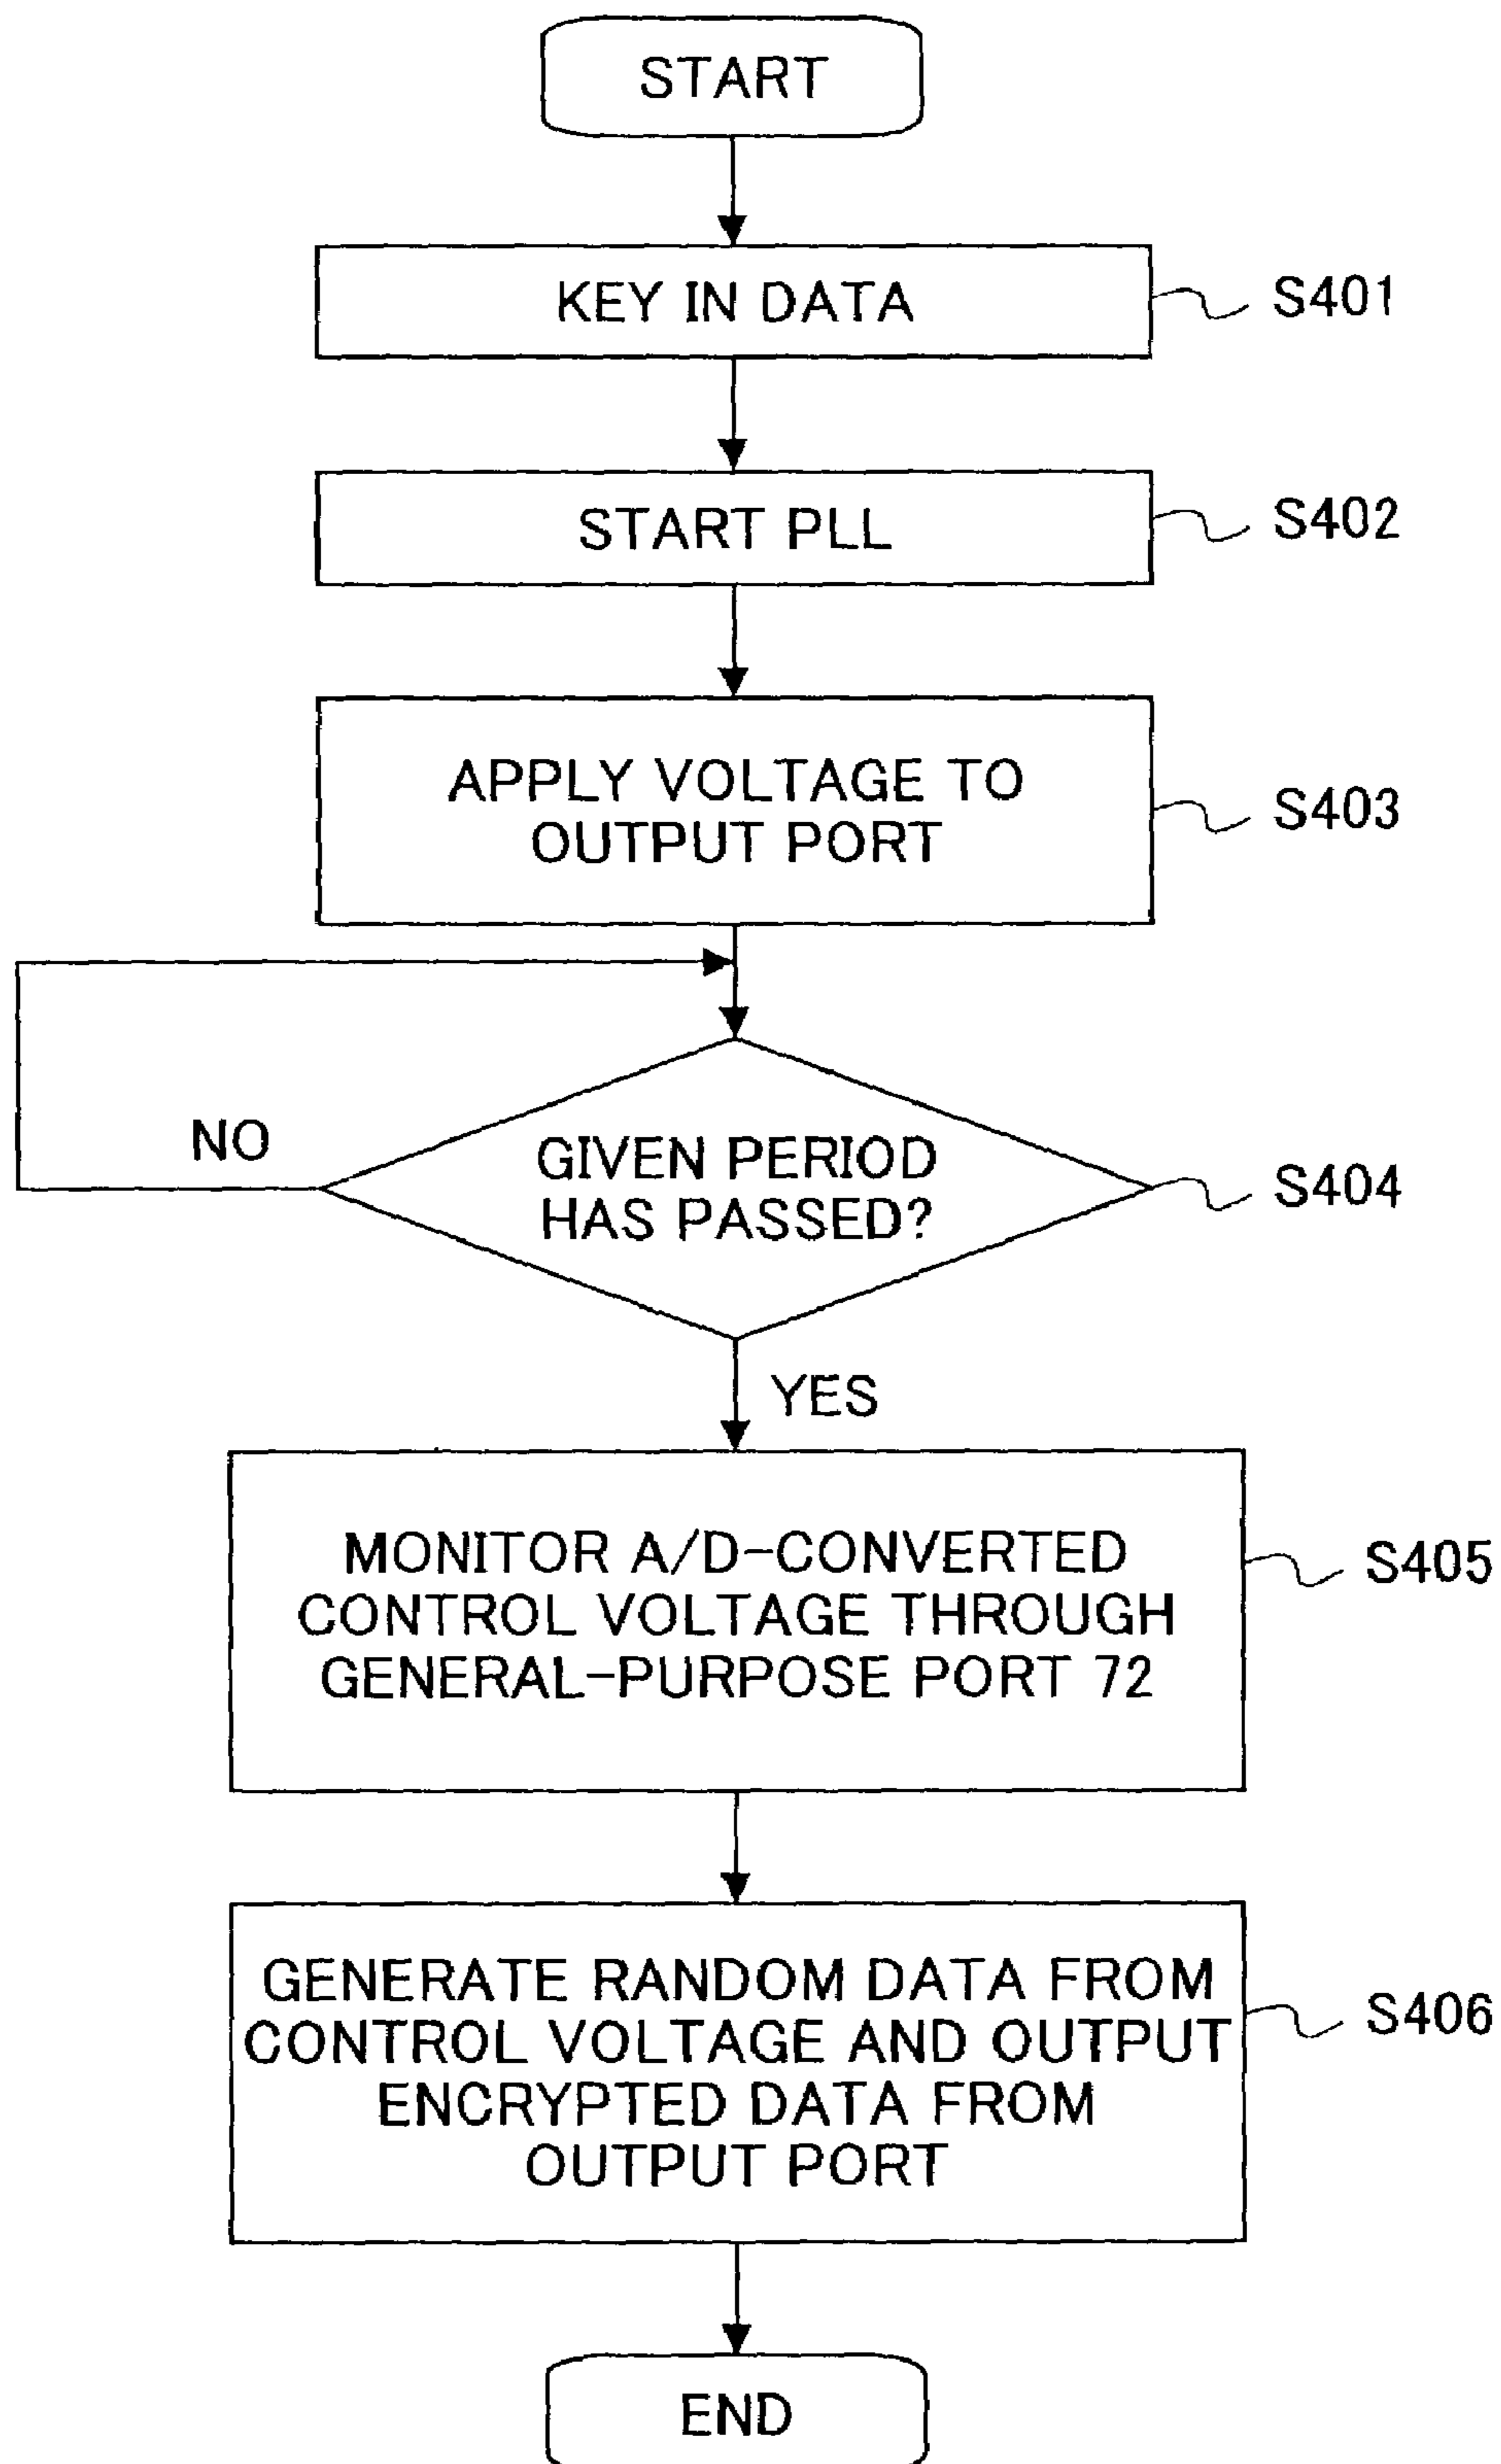 START
KEY IN DATA
S401
START PLL
S402
APPLY VOLTAGE TO
OUTPUT PORT
S403
NO
GIVEN PERIOD
HAS PASSED?
S404
YES
MONITOR A/D-CONVERTED
CONTROL VOLTAGE THROUGH
GENERAL-PURPOSE PORT 72
S405
GENERATE RANDOM DATA FROM
CONTROL VOLTAGE AND OUTPUT
ENCRYPTED DATA FROM
OUTPUT PORT
S406
END